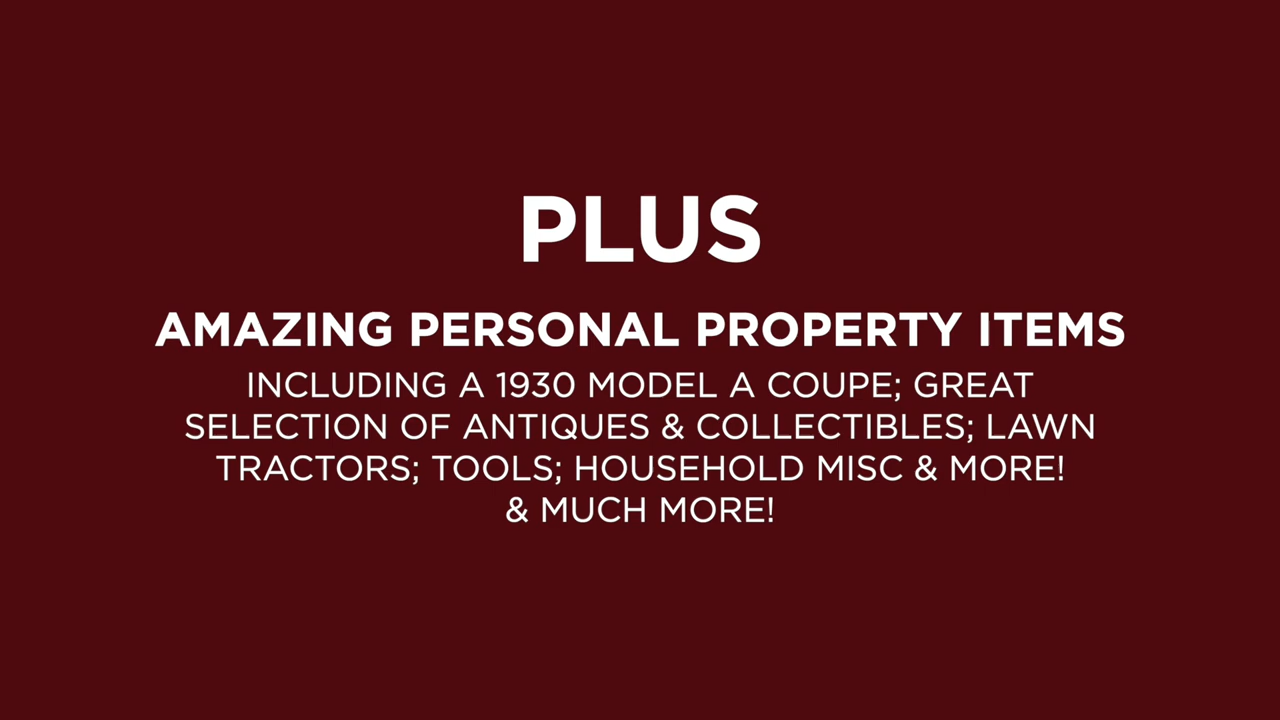 PLUS
AMAZING PERSONAL PROPERTY ITEMS
INCLUDING A 1930 MODEL A COUPE; GREAT
SELECTION OF ANTIQUES & COLLECTIBLES; LAWN
TRACTORS; TOOLS; HOUSEHOLD MISC & MORE!
& MUCH MORE!